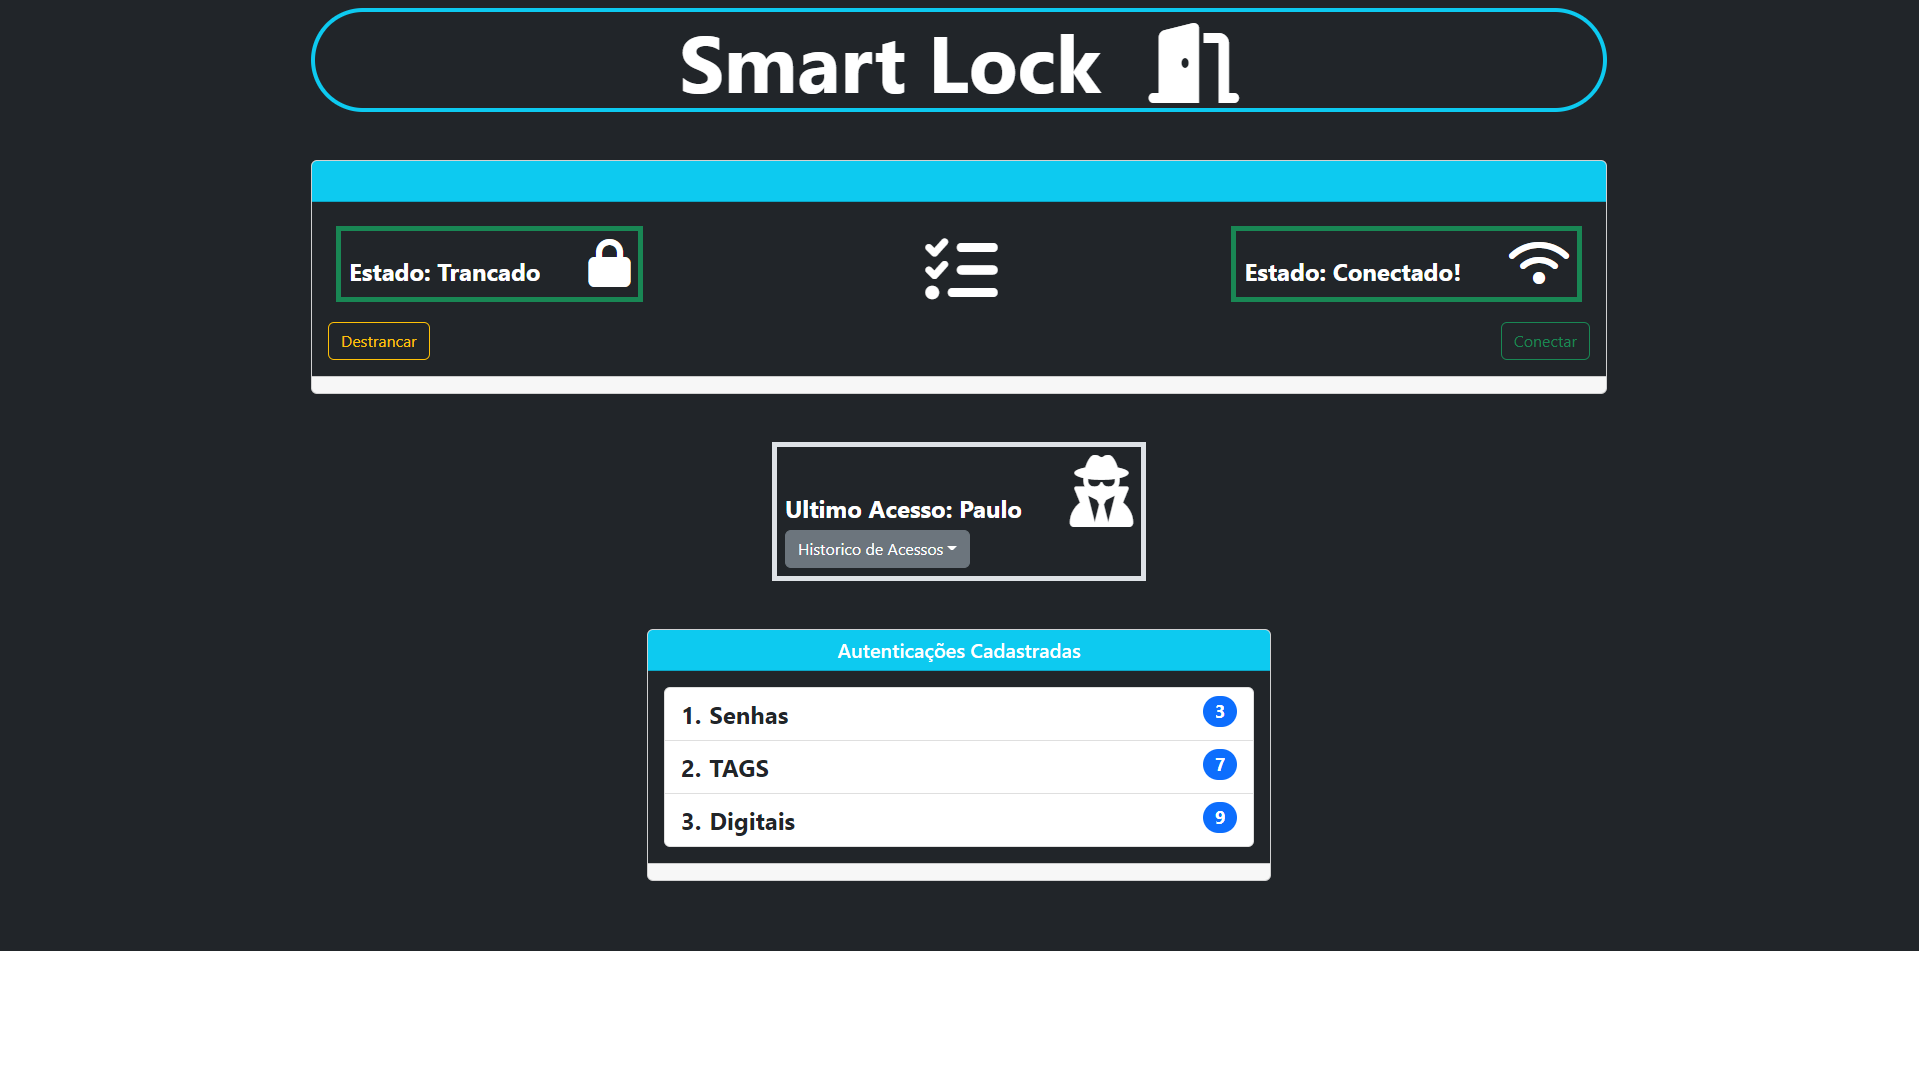 Smart Lock
Estado: Trancado
Estado: Conectado!
Destrancar
Conectar
Ultimo Acesso: Paulo
Historico de Acessos
Autenticações Cadastradas
1. Senhas 3
2. TAGS 7
3. Digitais 9